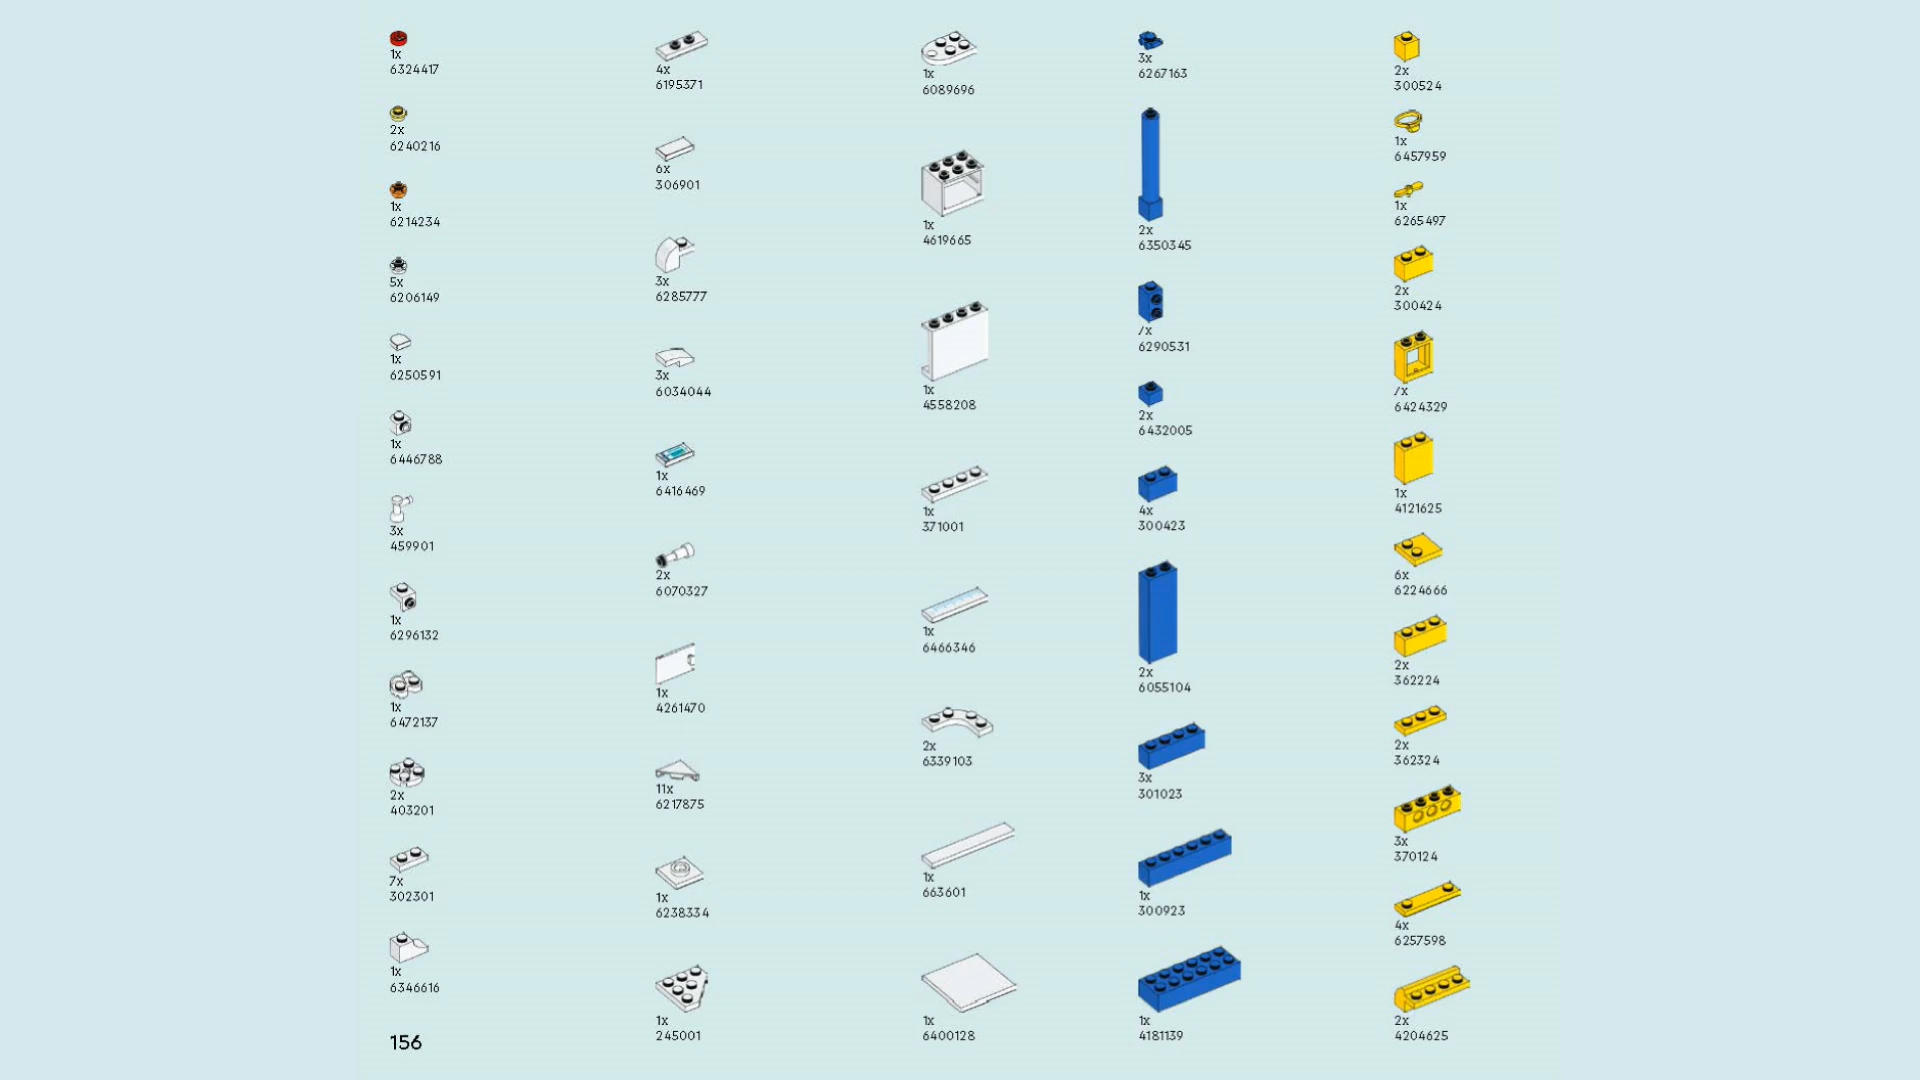 1x
6324417
2x
6240216
1x
6214234
5x
6206149
1x
6250591
1x
6446788
3x
459901
1x
6296132
1x
6472137
2x
403201
7x
302301
1x
6346616
156
4x
6195371
6x
306901
3x
6285777
3x
6034044
1x
6416469
2x
6070327
1x
4261470
11x
6217875
1x
6238334
1x
245001
1x
6089696
1x
4619665
1x
4558208
1x
371001
1x
6466346
2x
6339103
1x
663601
1x
6400128
3x
6267163
2x
6350345
/x
6290531
2x
6432005
4x
300423
2x
6055104
3x
301023
1x
300923
1x
4181139
2x
300524
1x
6457959
1x
6265497
2x
300424
/x
6424329
1x
4121625
6x
6224666
2x
362224
2x
362324
3x
370124
4x
6257598
2x
4204625